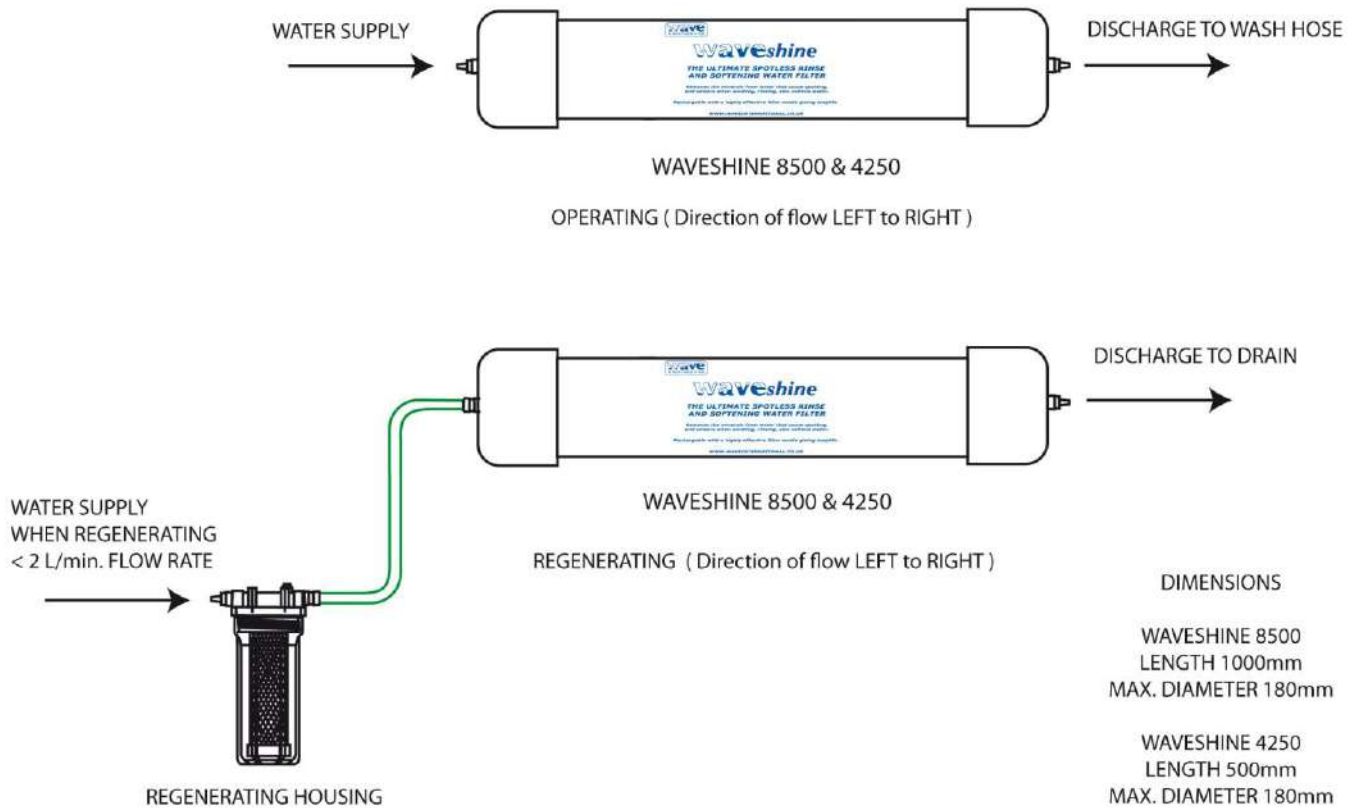 WATER SUPPLY
DISCHARGE TO WASH HOSE
wave
waveshine
THE ULTIMATE SPOTLESS RINSE
AND SOFTENING WATER FILTER
WAVESHINE 8500 & 4250
OPERATING ( Direction of flow LEFT to RIGHT )
DISCHARGE TO DRAIN
wave
waveshine
THE ULTIMATE SPOTLESS RINSE
AND SOFTENING WATER FILTER
WAVESHINE 8500 & 4250
REGENERATING ( Direction of flow LEFT to RIGHT )
WATER SUPPLY
WHEN REGENERATING
< 2 L/min. FLOW RATE
REGENERATING HOUSING
DIMENSIONS
WAVESHINE 8500
LENGTH 1000mm
MAX. DIAMETER 180mm
WAVESHINE 4250
LENGTH 500mm
MAX. DIAMETER 180mm